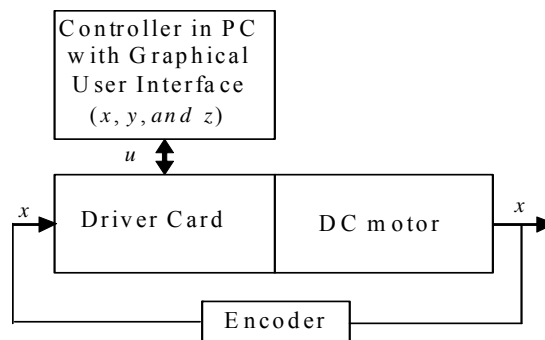 Controller in PC
with Graphical
User Interface
(x, y, and z)
u
x
Driver Card
DC motor
x
Encoder